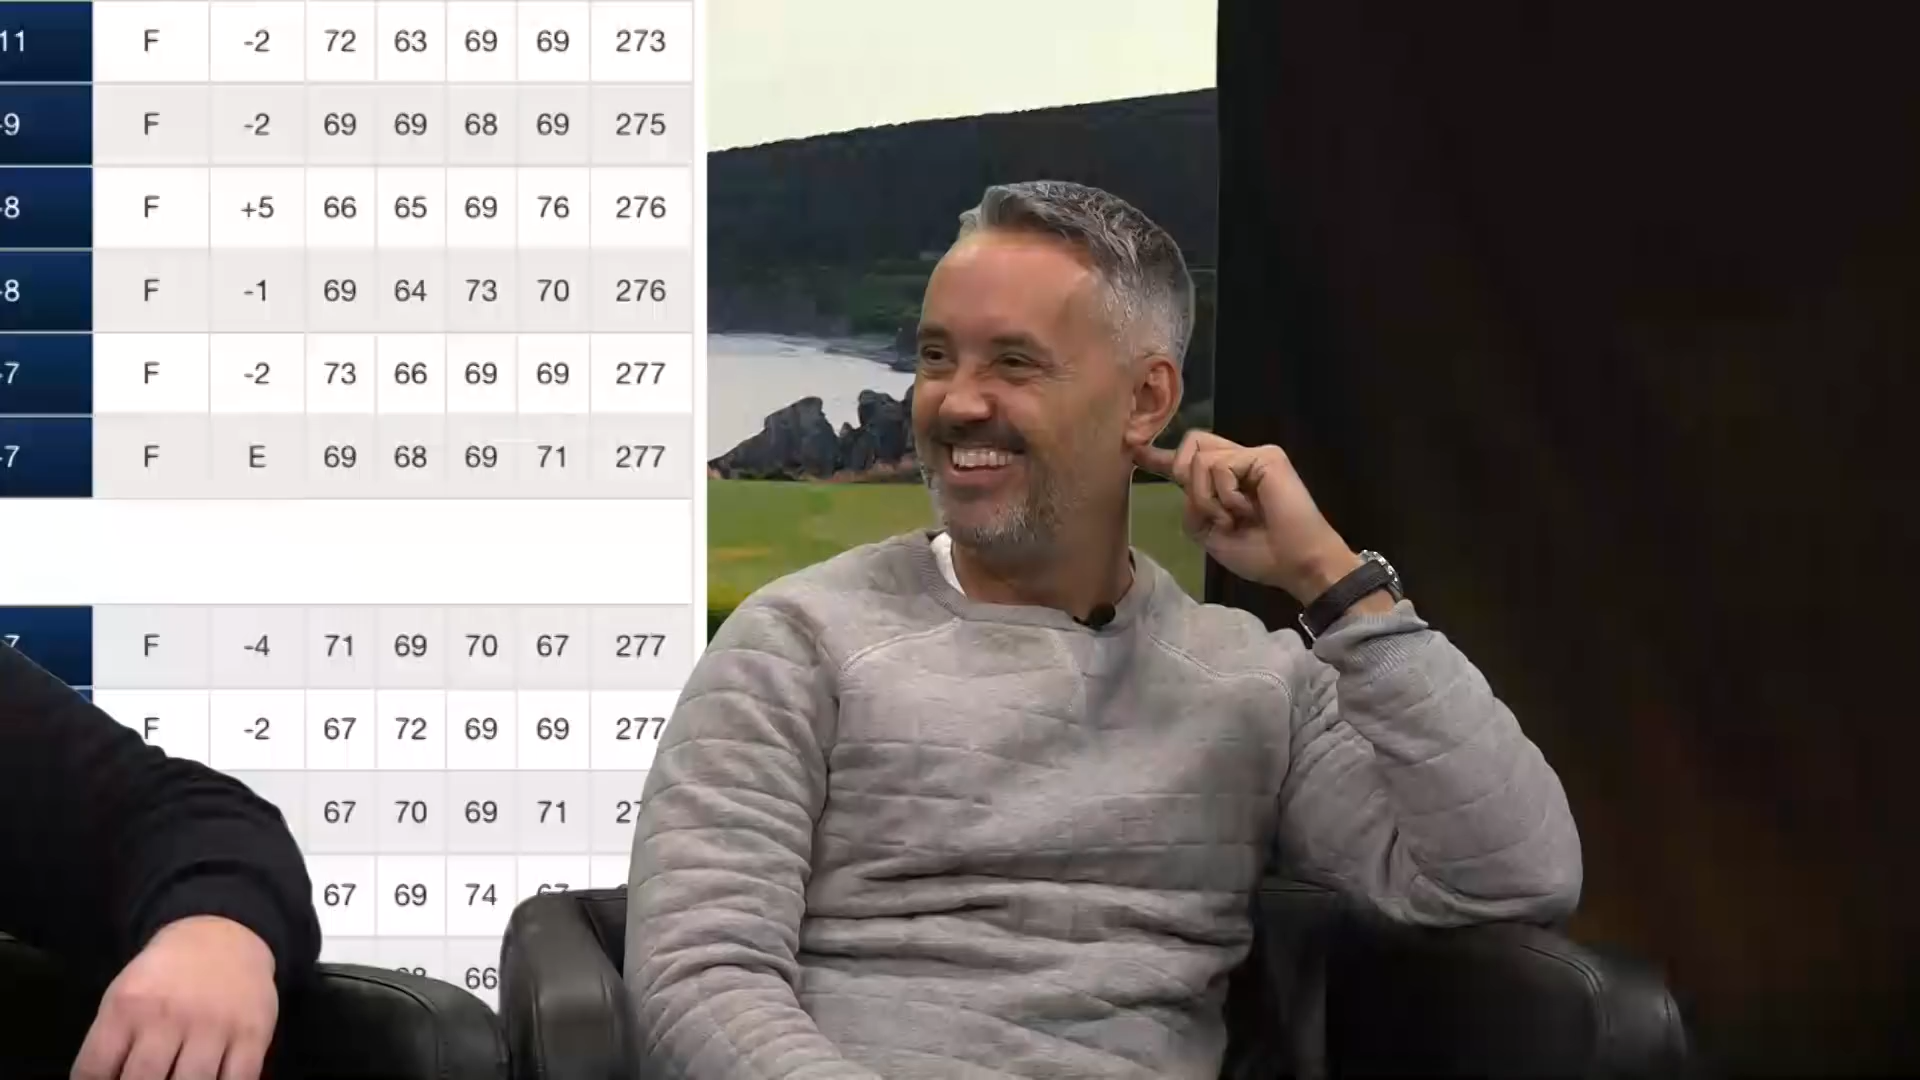 11 F -2 72 63 69 69 273
-9 F -2 69 69 68 69 275
-8 F +5 66 65 69 76 276
-8 F -1 69 64 73 70 276
-7 F -2 73 66 69 69 277
-7 F E 69 68 69 71 277
7 F -4 71 69 70 67 277
F -2 67 72 69 69 277
67 70 69 71 27
67 69 74 67
66